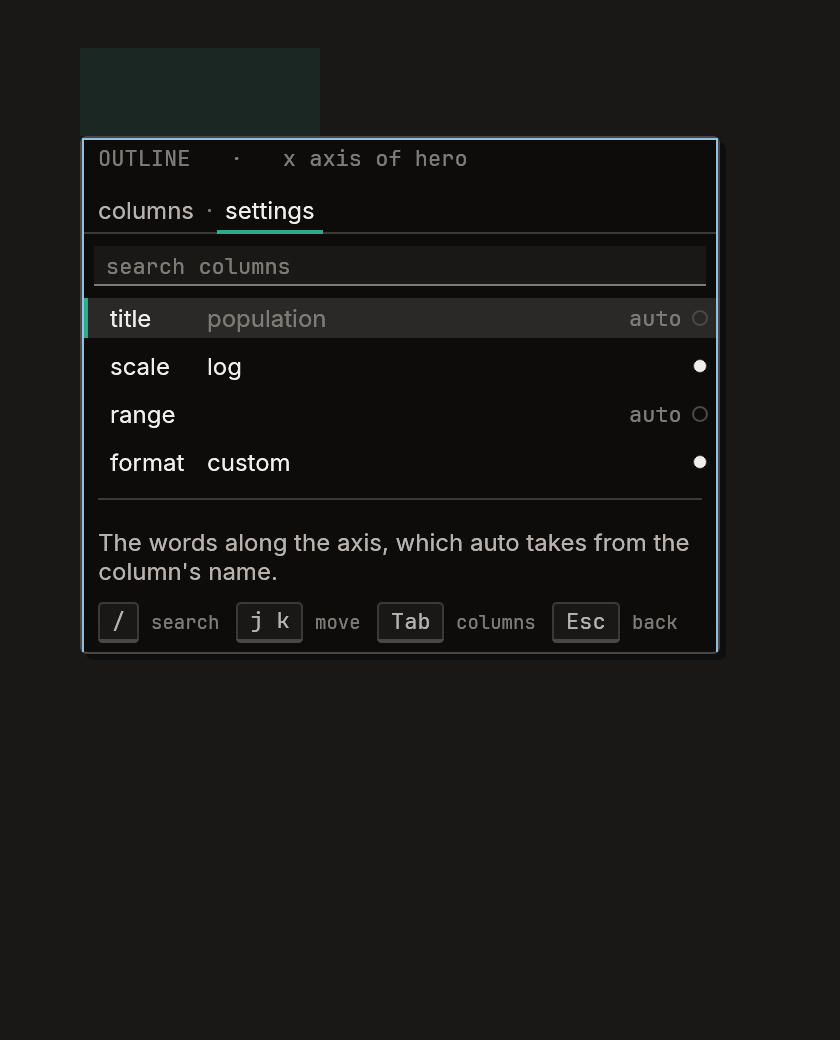 OUTLINE · x axis of hero
columns · settings
search columns
title population auto
scale log
range auto
format custom
The words along the axis, which auto takes from the
column's name.
/ search j k move Tab columns Esc back